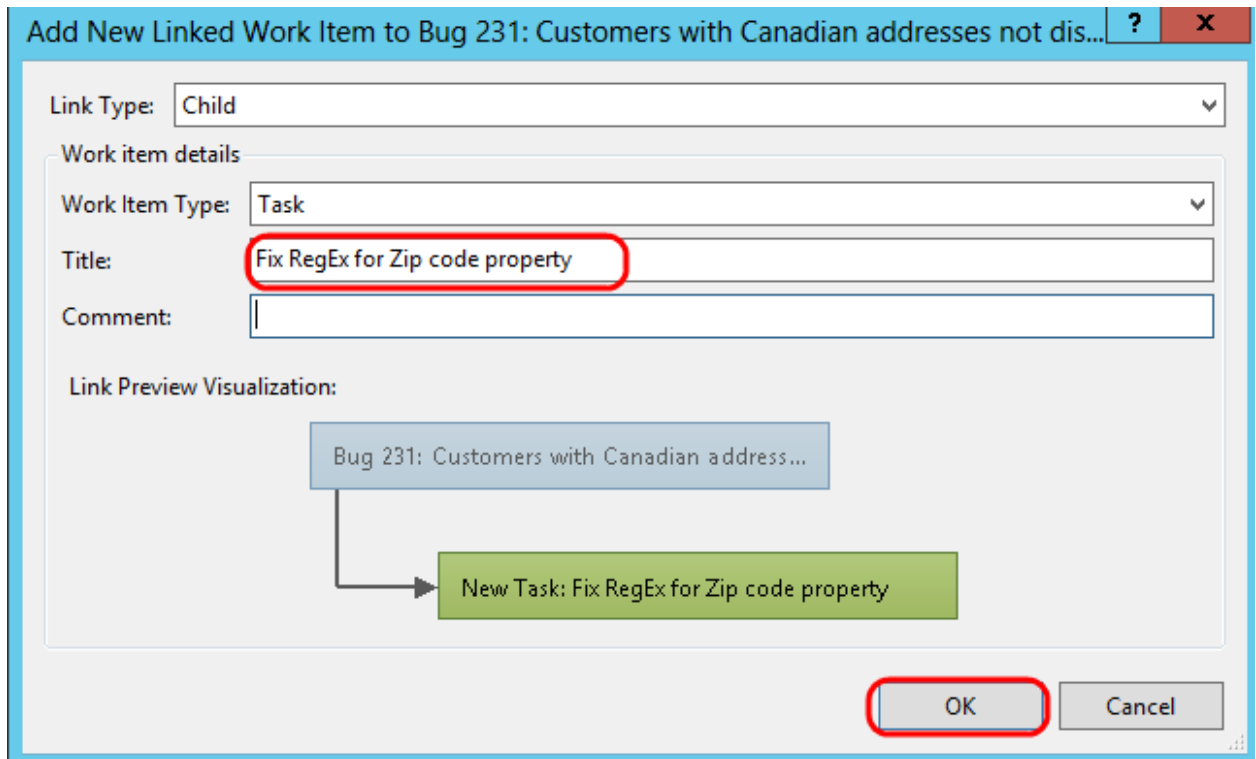 Add New Linked Work Item to Bug 231: Customers with Canadian addresses not dis...
?
x
Link Type:
Child
Work item details
Work Item Type:
Task
Title:
Fix RegEx for Zip code property
Comment:
Link Preview Visualization:
Bug 231: Customers with Canadian address...
New Task: Fix RegEx for Zip code property
OK
Cancel